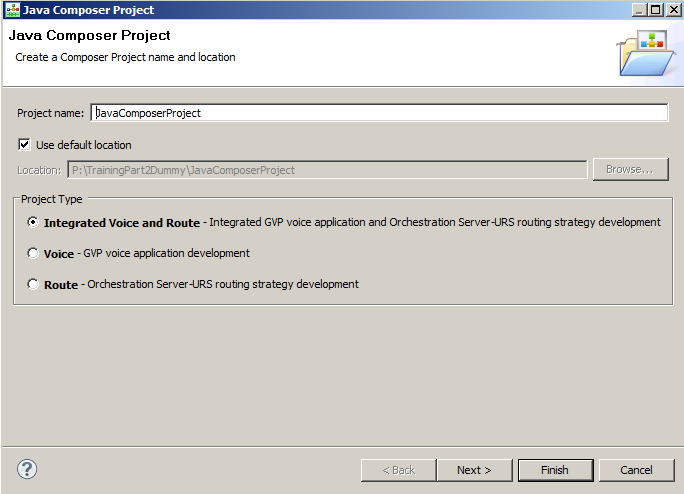 Java Composer Project
Java Composer Project
Create a Composer Project name and location
Project name: JavaComposerProject
Use default location
Location: P:\TrainingPart2Dummy\JavaComposerProject Browse...
Project Type
Integrated Voice and Route - Integrated GVP voice application and Orchestration Server-URS routing strategy development
Voice - GVP voice application development
Route - Orchestration Server-URS routing strategy development
? < Back Next > Finish Cancel